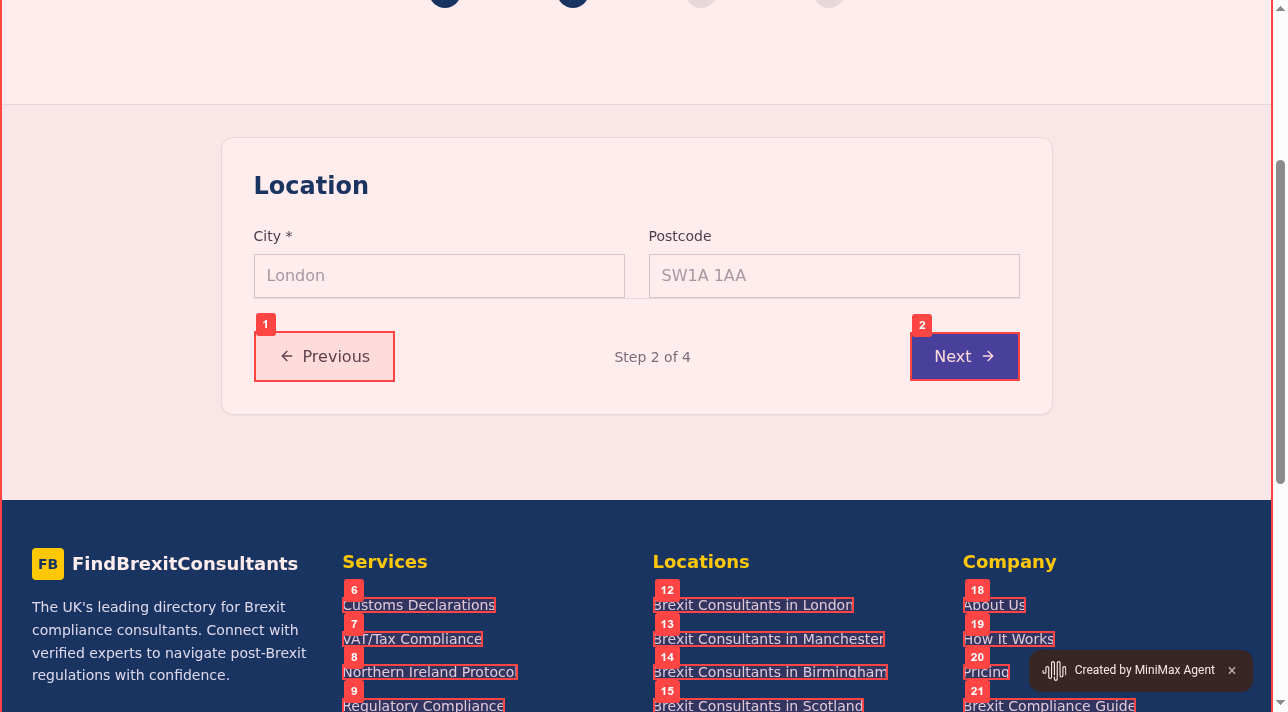 Location
City *
Postcode
London
SW1A 1AA
1
2
Previous
Step 2 of 4
Next
FB
FindBrexitConsultants
The UK's leading directory for Brexit
compliance consultants. Connect with
verified experts to navigate post-Brexit
regulations with confidence.
Services
6
Customs Declarations
7
VAT/Tax Compliance
8
Northern Ireland Protocol
9
Regulatory Compliance
Locations
12
Brexit Consultants in London
13
Brexit Consultants in Manchester
14
Brexit Consultants in Birmingham
15
Brexit Consultants in Scotland
Company
18
About Us
19
How It Works
20
Pricing
21
Brexit Compliance Guide
Created by MiniMax Agent